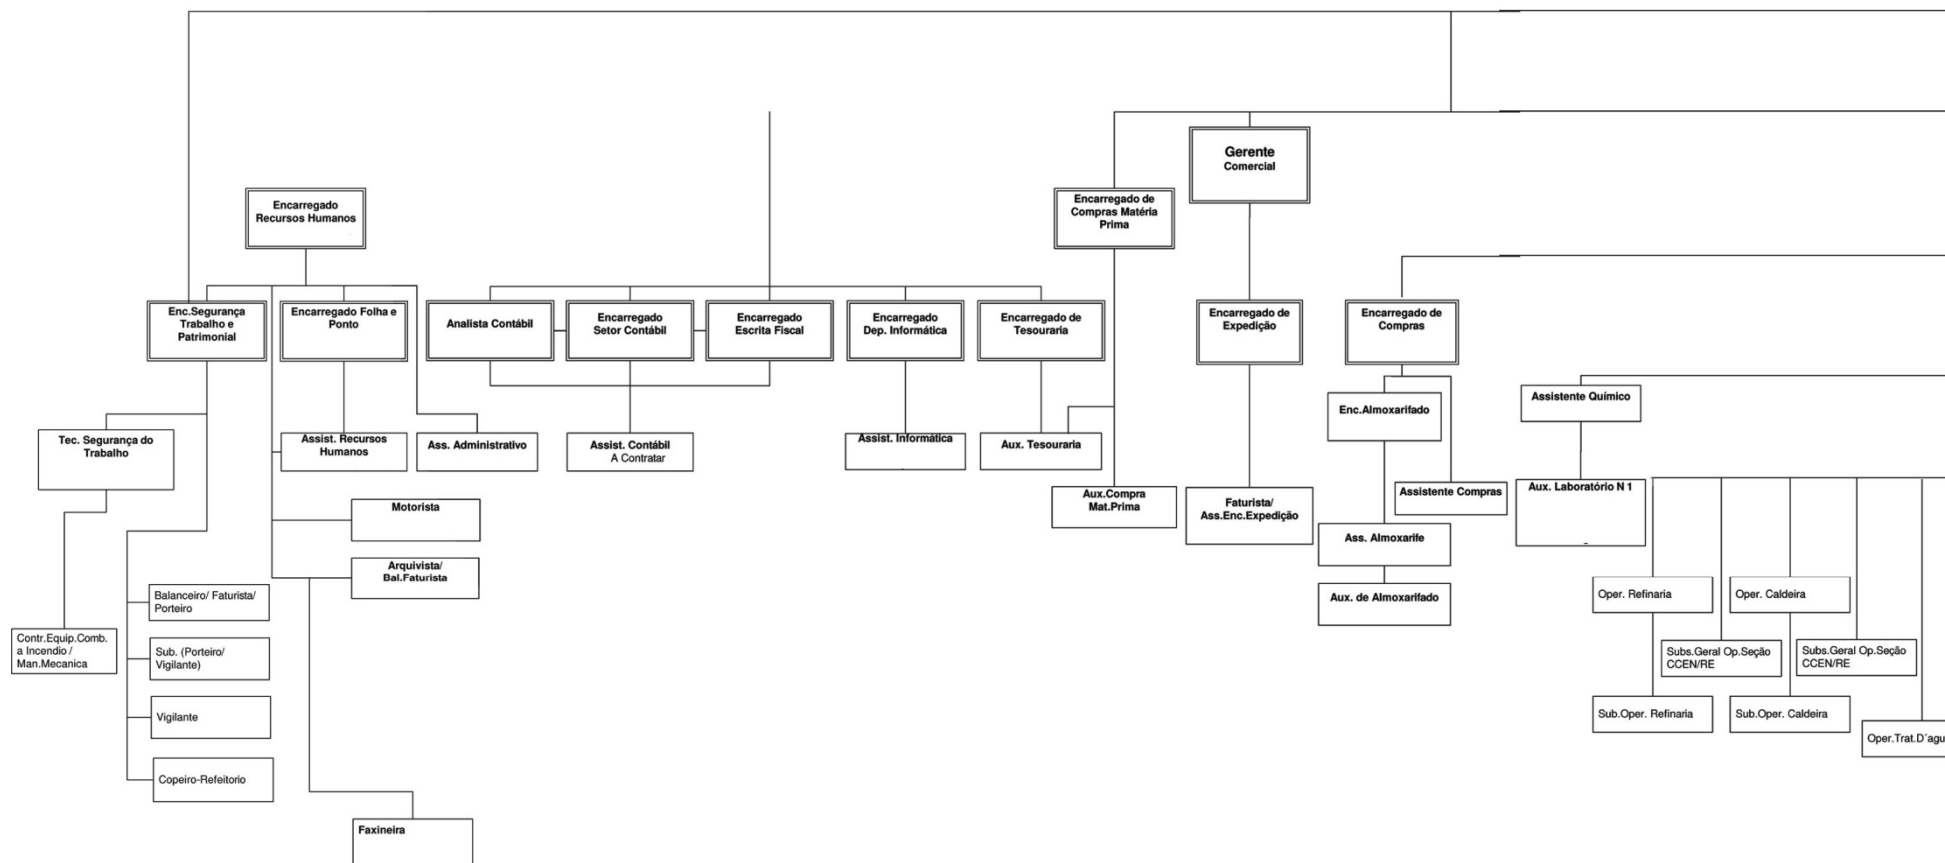 Gerente
Comercial
Encarregado
Recursos Humanos
Encarregado de
Compras Matéria
Prima
Enc.Segurança
Trabalho e
Patrimonial
Encarregado Folha e
Ponto
Analista Contábil
Encarregado
Setor Contábil
Encarregado
Escrita Fiscal
Encarregado
Dep. Informática
Encarregado de
Tesouraria
Encarregado de
Expedição
Encarregado de
Compras
Assistente Químico
Enc.Almoxarifado
Tec. Segurança do
Trabalho
Assist. Recursos
Humanos
Ass. Administrativo
Assist. Contábil
A Contratar
Assist. Informática
Aux. Tesouraria
Aux.Compra
Mat.Prima
Faturista/
Ass.Enc.Expedição
Assistente Compras
Aux. Laboratório N 1
Motorista
Ass. Almoxarife
Arquivista/
Bal.Faturista
Aux. de Almoxarifado
Balanceiro/ Faturista/
Porteiro
Oper. Refinaria
Oper. Caldeira
Contr.Equip.Comb.
a Incendio /
Man.Mecanica
Sub. (Porteiro/
Vigilante)
Subs.Geral Op.Seção
CCEN/RE
Subs.Geral Op.Seção
CCEN/RE
Vigilante
Sub.Oper. Refinaria
Sub.Oper. Caldeira
Oper.Trat.D´agu
Copeiro-Refeitorio
Faxineira